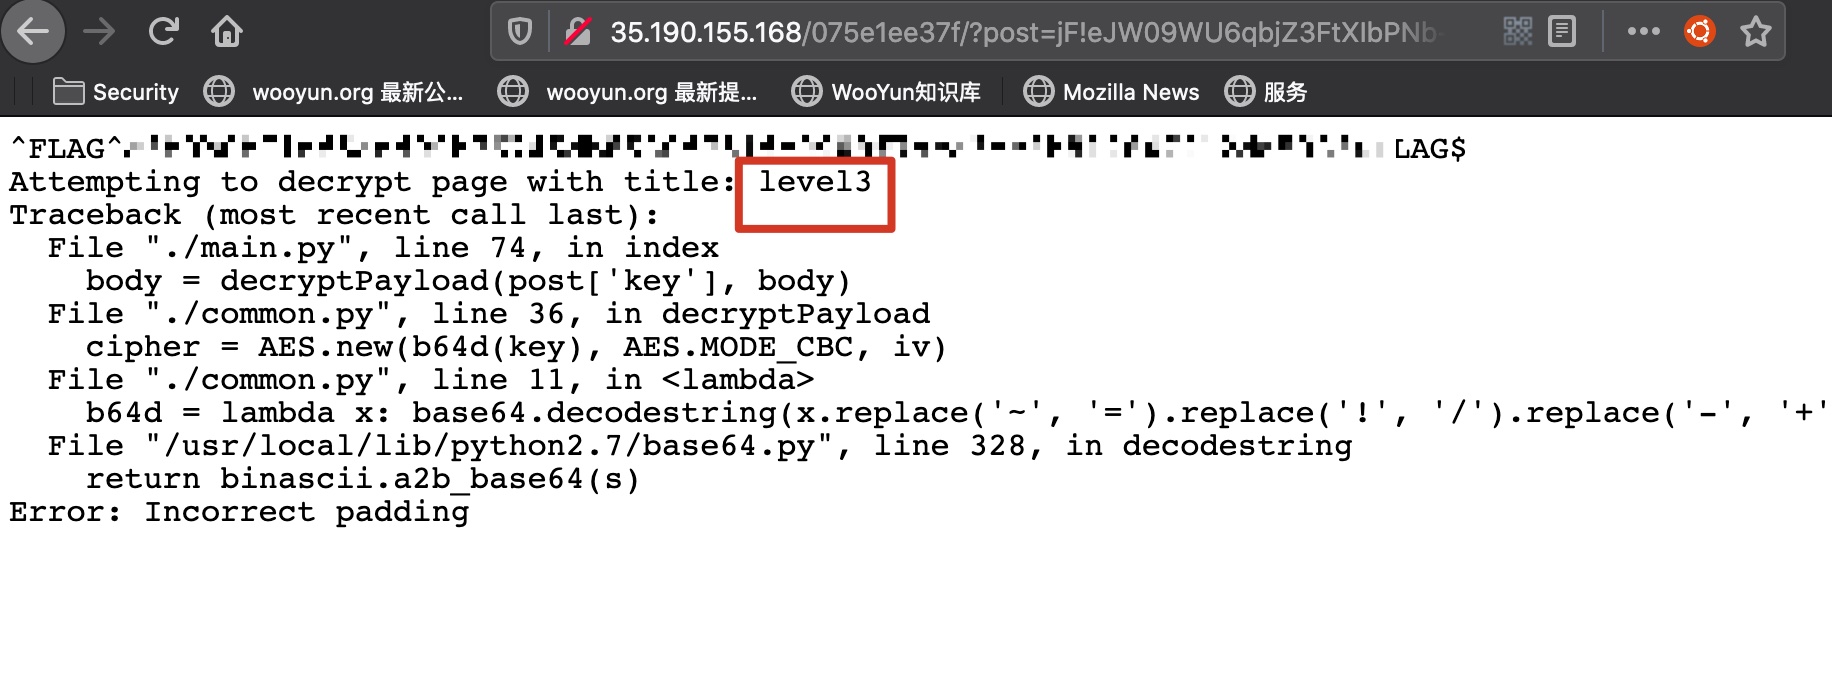 35.190.155.168/075e1ee37f/?post=jF!eJW09WU6qbjZ3FtXIbPNb-
Security wooyun.org 最新公... wooyun.org 最新提... WooYun知识库 Mozilla News 服务
^FLAG^ LAG$
Attempting to decrypt page with title: level3
Traceback (most recent call last):
File "./main.py", line 74, in index
body = decryptPayload(post['key'], body)
File "./common.py", line 36, in decryptPayload
cipher = AES.new(b64d(key), AES.MODE_CBC, iv)
File "./common.py", line 11, in <lambda>
b64d = lambda x: base64.decodestring(x.replace('~', '=').replace('!', '/').replace('-', '+'
File "/usr/local/lib/python2.7/base64.py", line 328, in decodestring
return binascii.a2b_base64(s)
Error: Incorrect padding